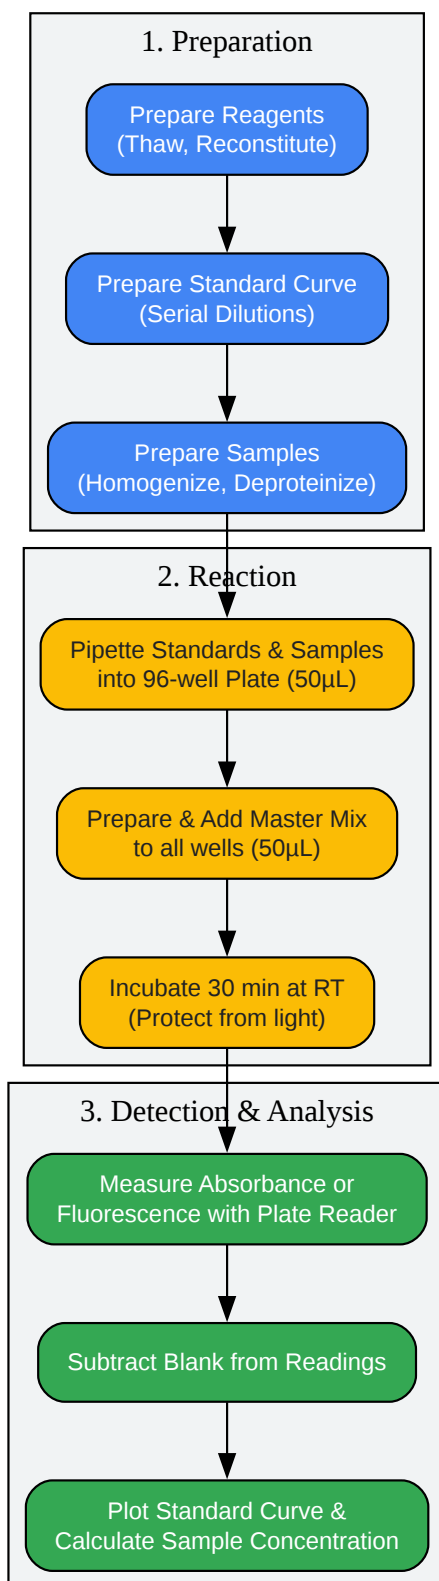 1. Preparation
Prepare Reagents
(Thaw, Reconstitute)
Prepare Standard Curve
(Serial Dilutions)
Prepare Samples
(Homogenize, Deproteinize)
2. Reaction
Pipette Standards & Samples
into 96-well Plate (50µL)
Prepare & Add Master Mix
to all wells (50µL)
Incubate 30 min at RT
(Protect from light)
3. Detection & Analysis
Measure Absorbance or
Fluorescence with Plate Reader
Subtract Blank from Readings
Plot Standard Curve &
Calculate Sample Concentration